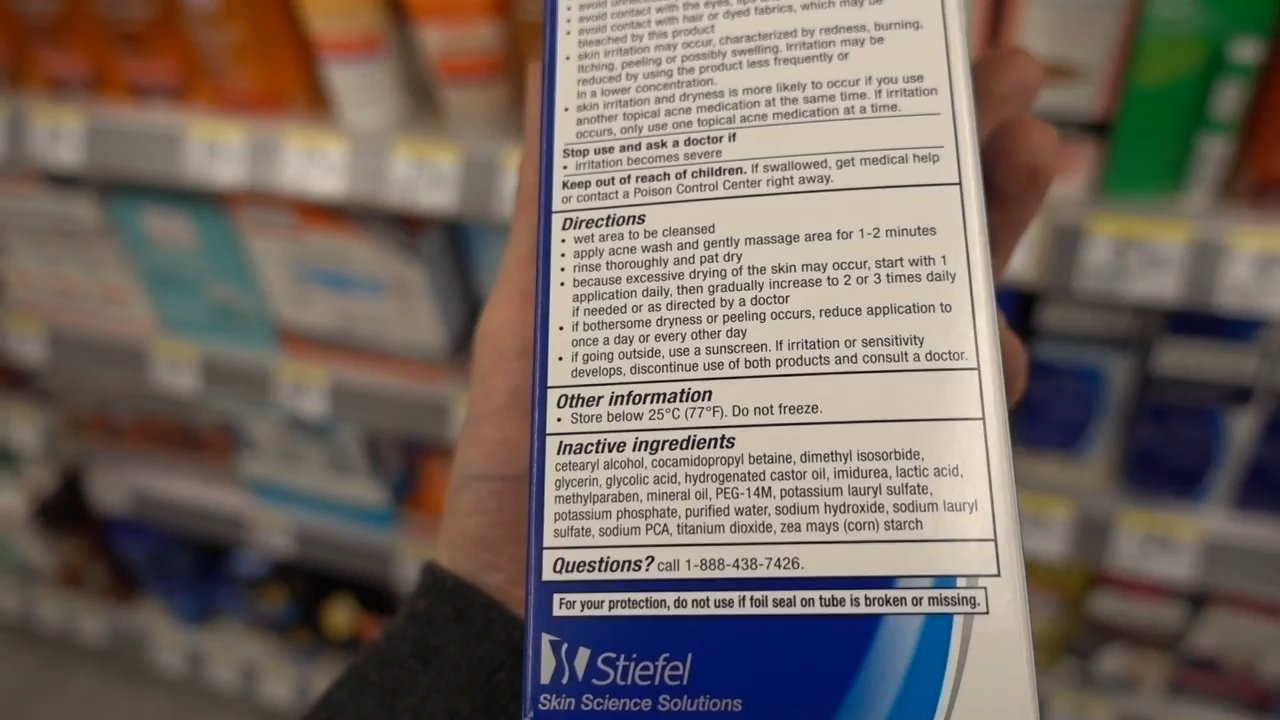 • avoid contact with the eyes, lips
• avoid contact with hair or dyed fabrics, which may be
bleached by this product
• skin irritation may occur, characterized by redness, burning,
itching, peeling or possibly swelling. Irritation may be
reduced by using the product less frequently or
in a lower concentration.
• skin irritation and dryness is more likely to occur if you use
another topical acne medication at the same time. If irritation
occurs, only use one topical acne medication at a time.
Stop use and ask a doctor if
• irritation becomes severe
Keep out of reach of children. If swallowed, get medical help
or contact a Poison Control Center right away.
Directions
• wet area to be cleansed
• apply acne wash and gently massage area for 1-2 minutes
• rinse thoroughly and pat dry
• because excessive drying of the skin may occur, start with 1
application daily, then gradually increase to 2 or 3 times daily
if needed or as directed by a doctor
• if bothersome dryness or peeling occurs, reduce application to
once a day or every other day
• if going outside, use a sunscreen. If irritation or sensitivity
develops, discontinue use of both products and consult a doctor.
Other information
• Store below 25°C (77°F). Do not freeze.
Inactive ingredients
cetearyl alcohol, cocamidopropyl betaine, dimethyl isosorbide,
glycerin, glycolic acid, hydrogenated castor oil, imidurea, lactic acid,
methylparaben, mineral oil, PEG-14M, potassium lauryl sulfate,
potassium phosphate, purified water, sodium hydroxide, sodium lauryl
sulfate, sodium PCA, titanium dioxide, zea mays (corn) starch
Questions? call 1-888-438-7426.
For your protection, do not use if foil seal on tube is broken or missing.
Stiefel
Skin Science Solutions